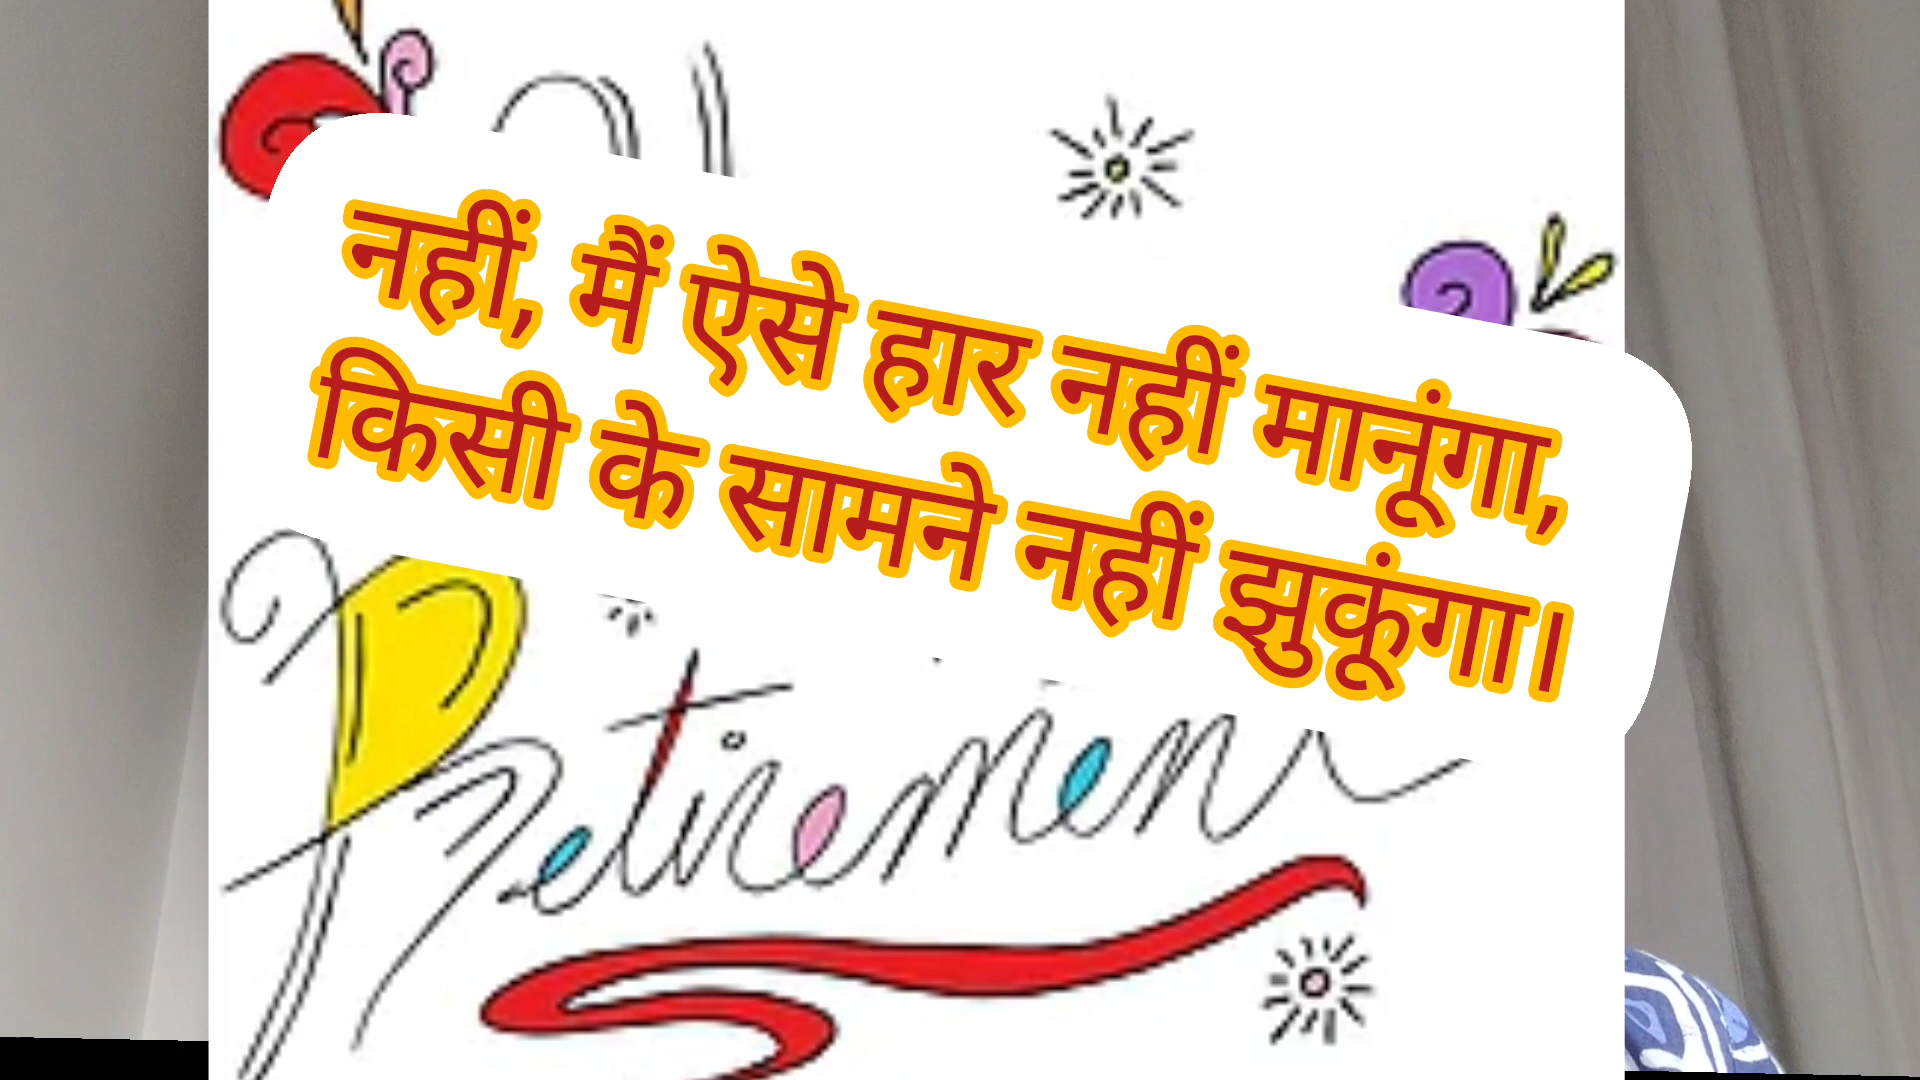 नहीं, मैं ऐसे हार नहीं मानूंगा,
किसी के सामने नहीं झुकूंगा।
Retirement